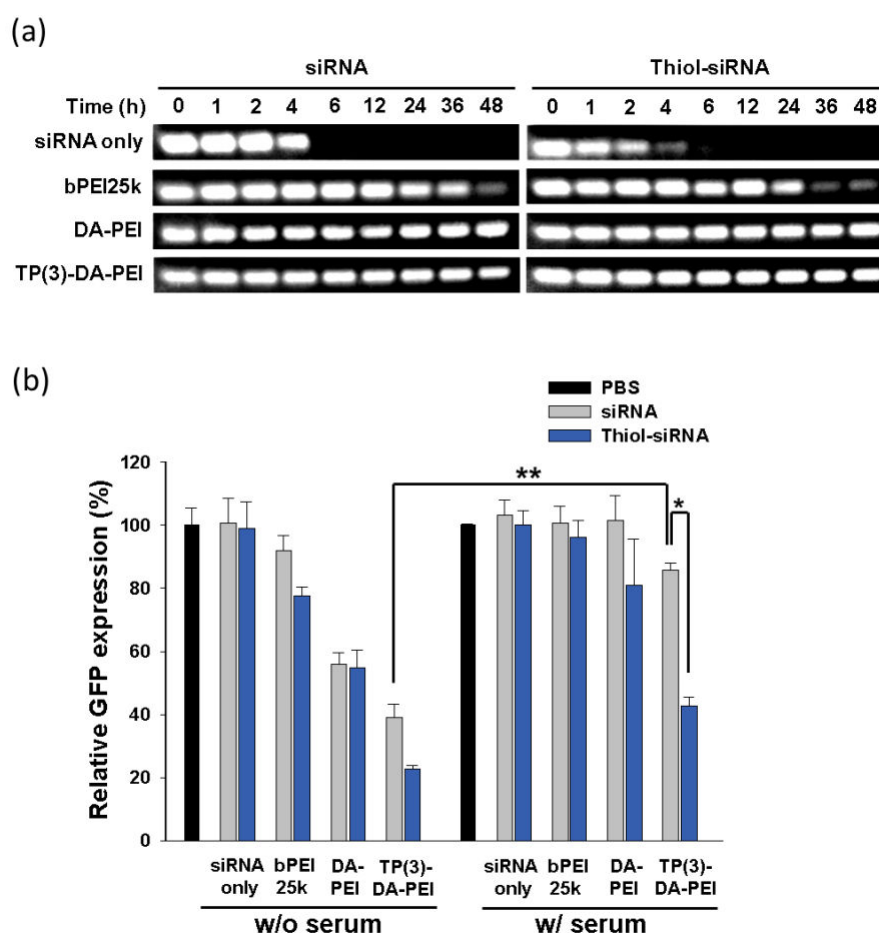 (a)
siRNA Thiol-siRNA
Time (h) 0 1 2 4 6 12 24 36 48 0 1 2 4 6 12 24 36 48
siRNA only
bPEI25k
DA-PEI
TP(3)-DA-PEI
(b)
PBS
siRNA
Thiol-siRNA
Relative GFP expression (%)
120
100
80
60
40
20
0
** *
siRNA bPEI DA- TP(3)- siRNA bPEI DA- TP(3)-
only 25k PEI DA-PEI only 25k PEI DA-PEI
w/o serum w/ serum